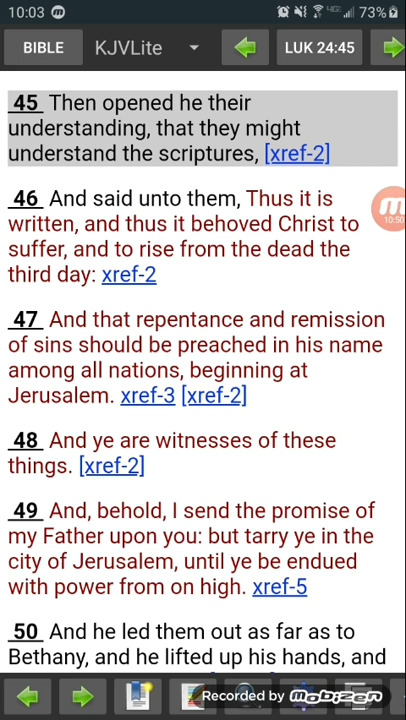 10:03 73%
BIBLE KJVLite LUK 24:45
45 Then opened he their
understanding, that they might
understand the scriptures, [xref-2]
46 And said unto them, Thus it is
written, and thus it behoved Christ to
suffer, and to rise from the dead the
third day: xref-2
10:50
47 And that repentance and remission
of sins should be preached in his name
among all nations, beginning at
Jerusalem. xref-3 [xref-2]
48 And ye are witnesses of these
things. [xref-2]
49 And, behold, I send the promise of
my Father upon you: but tarry ye in the
city of Jerusalem, until ye be endued
with power from on high. xref-5
50 And he led them out as far as to
Bethany, and he lifted up his hands, and
Recorded by mobizen